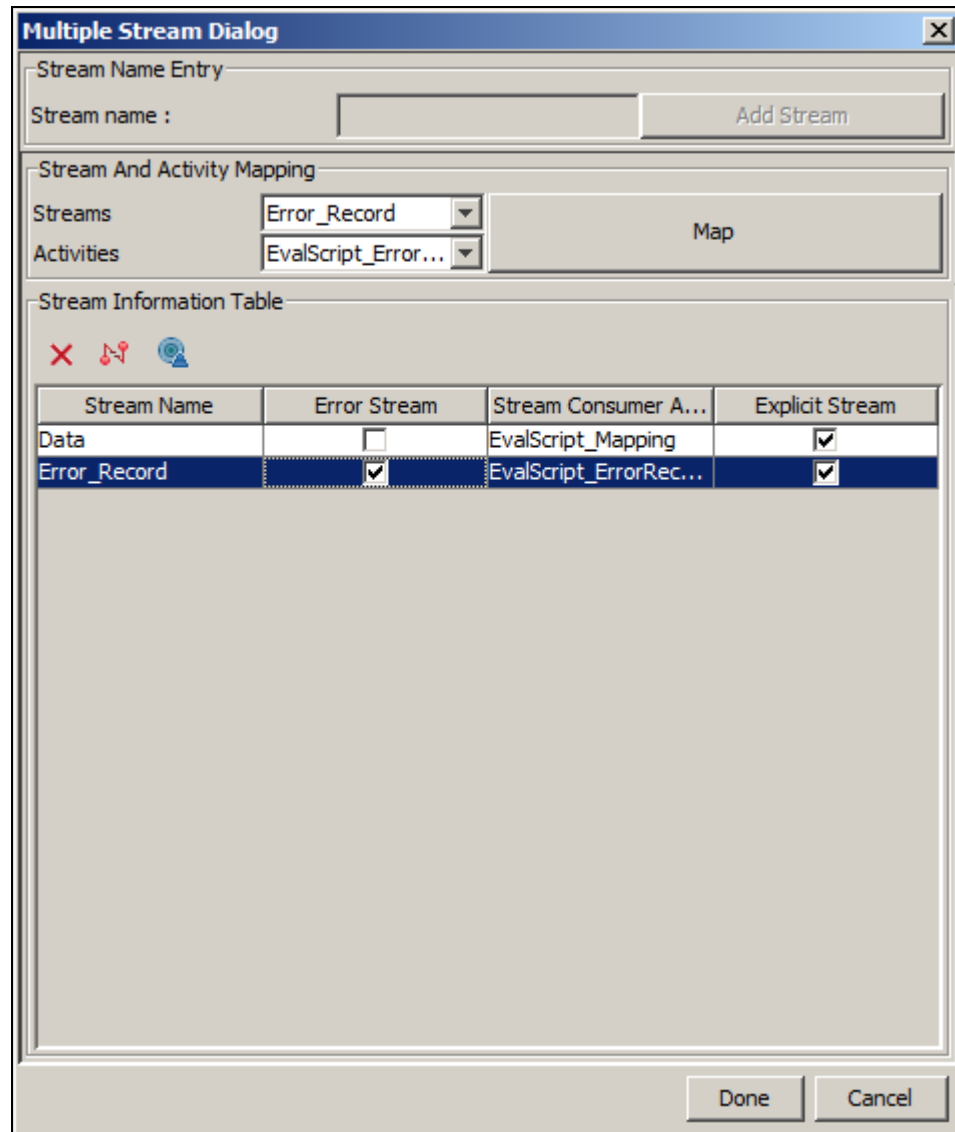 Multiple Stream Dialog
Stream Name Entry
Stream name :
Add Stream
Stream And Activity Mapping
Streams
Error_Record
Map
Activities
EvalScript_Error...
Stream Information Table
Stream Name Error Stream Stream Consumer A... Explicit Stream
Data EvalScript_Mapping
Error_Record EvalScript_ErrorRec...
Done Cancel